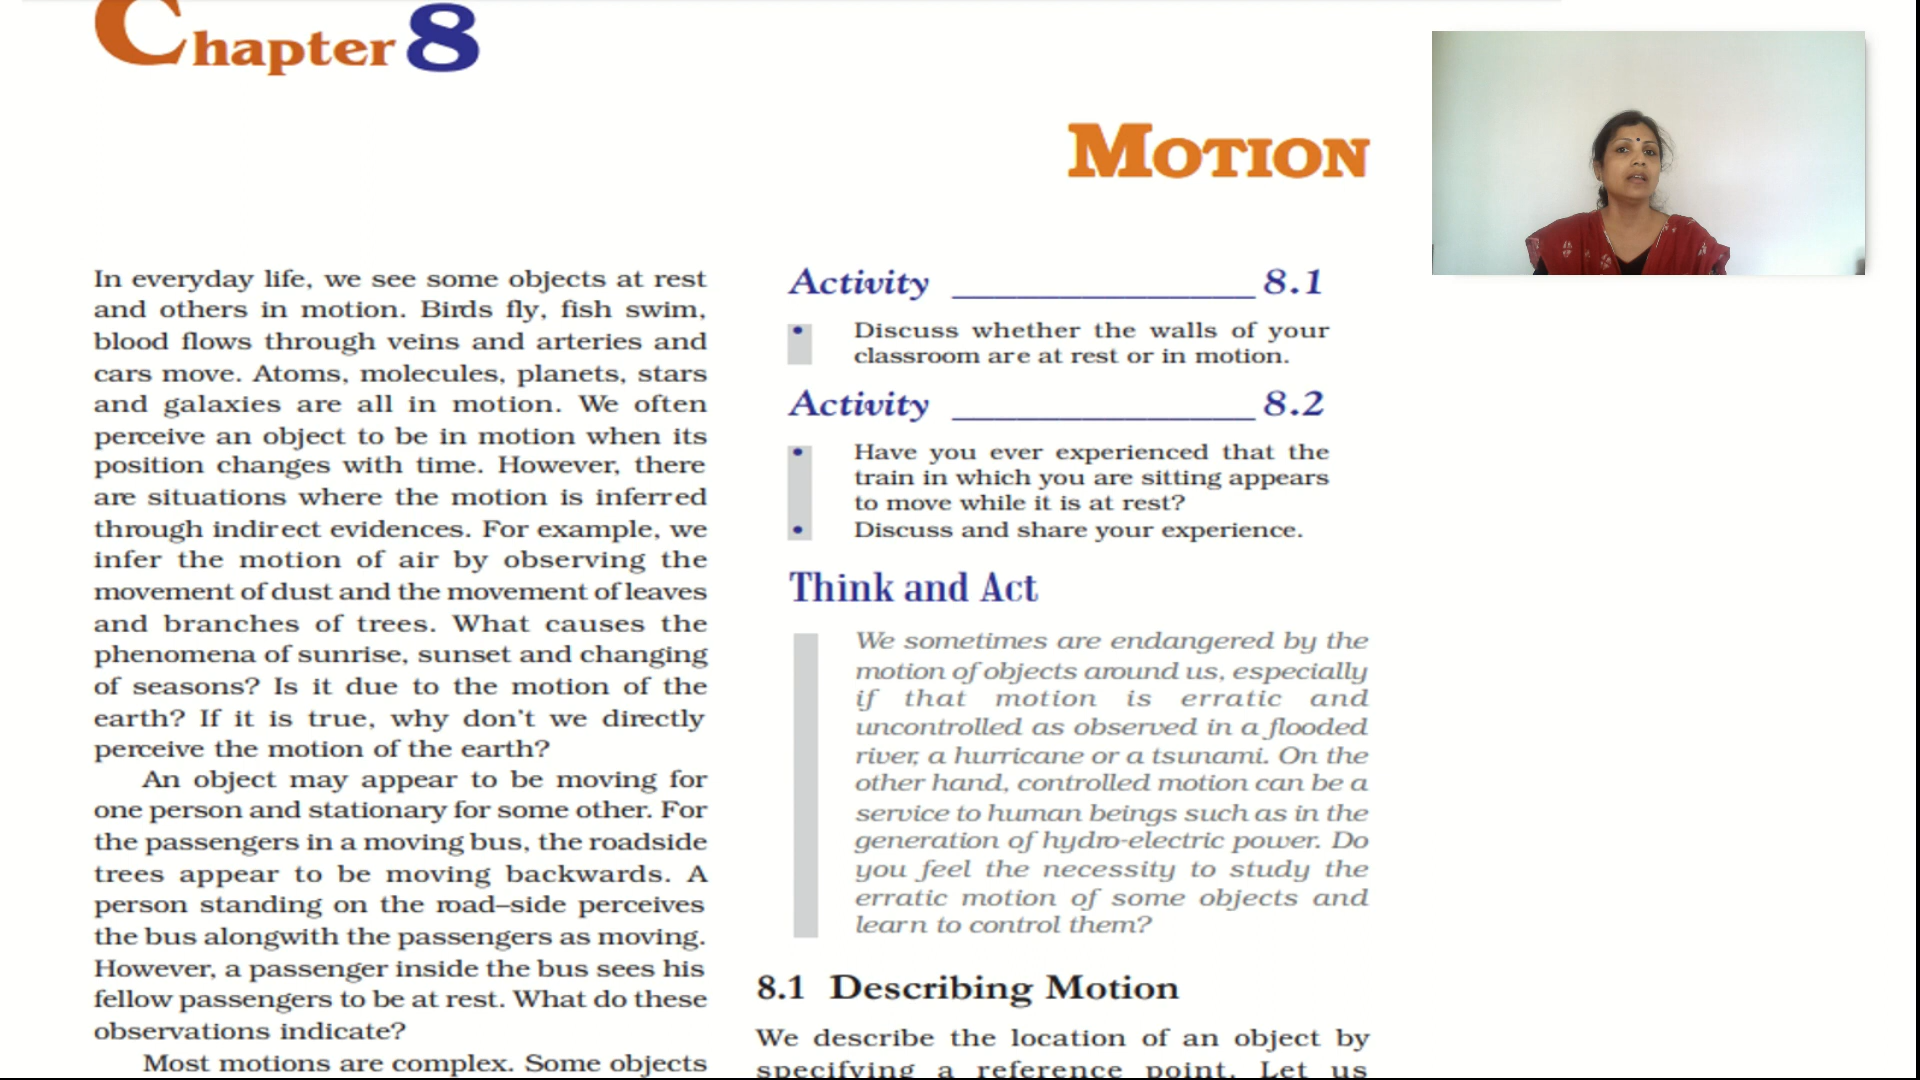 Chapter 8
MOTION
In everyday life, we see some objects at rest
and others in motion. Birds fly, fish swim,
blood flows through veins and arteries and
cars move. Atoms, molecules, planets, stars
and galaxies are all in motion. We often
perceive an object to be in motion when its
position changes with time. However, there
are situations where the motion is inferred
through indirect evidences. For example, we
infer the motion of air by observing the
movement of dust and the movement of leaves
and branches of trees. What causes the
phenomena of sunrise, sunset and changing
of seasons? Is it due to the motion of the
earth? If it is true, why don't we directly
perceive the motion of the earth?
An object may appear to be moving for
one person and stationary for some other. For
the passengers in a moving bus, the roadside
trees appear to be moving backwards. A
person standing on the road–side perceives
the bus alongwith the passengers as moving.
However, a passenger inside the bus sees his
fellow passengers to be at rest. What do these
observations indicate?
Most motions are complex. Some objects
Activity ______________ 8.1
• Discuss whether the walls of your
classroom are at rest or in motion.
Activity ______________ 8.2
• Have you ever experienced that the
train in which you are sitting appears
to move while it is at rest?
• Discuss and share your experience.
Think and Act
We sometimes are endangered by the
motion of objects around us, especially
if that motion is erratic and
uncontrolled as observed in a flooded
river, a hurricane or a tsunami. On the
other hand, controlled motion can be a
service to human beings such as in the
generation of hydro-electric power. Do
you feel the necessity to study the
erratic motion of some objects and
learn to control them?
8.1 Describing Motion
We describe the location of an object by
specifying a reference point. Let us